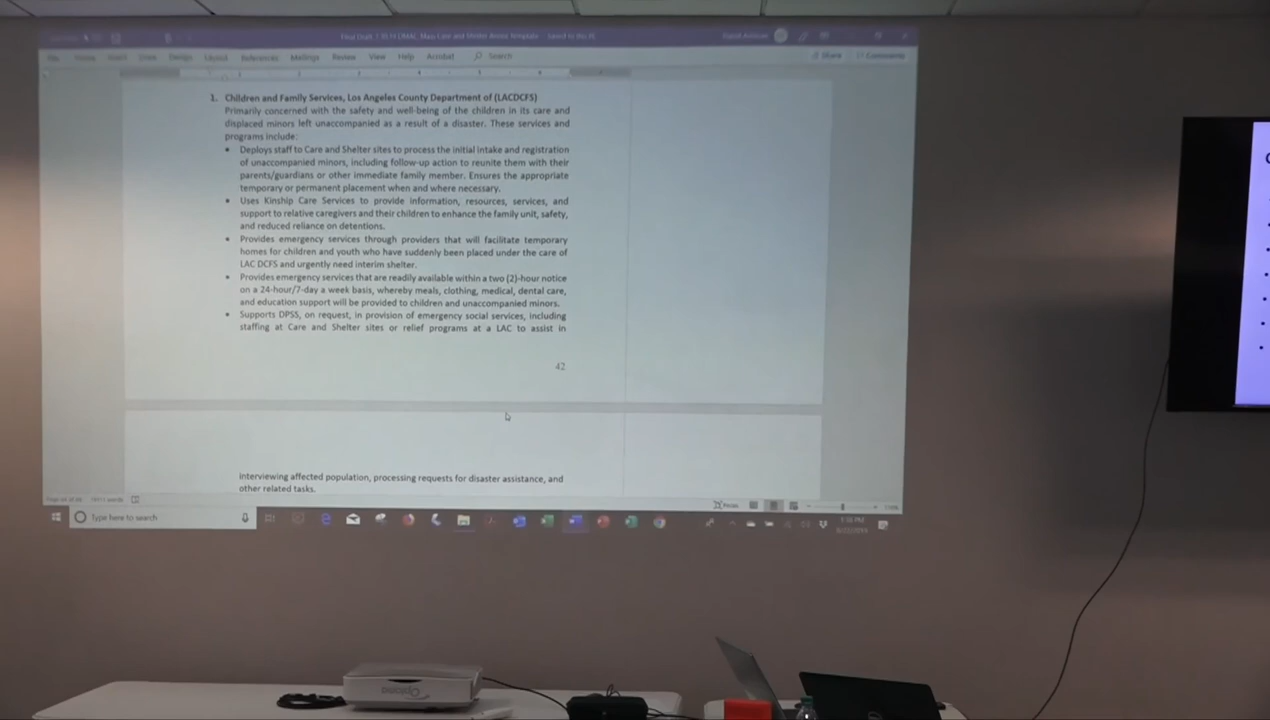 Mailings Review View Help Acrobat Search
Share Comments
1. Children and Family Services, Los Angeles County Department of (LACDCFS)
Primarily concerned with the safety and well-being of the children in its care and
displaced minors left unaccompanied as a result of a disaster. These services and
programs include:
• Deploys staff to Care and Shelter sites to process the initial intake and registration
of unaccompanied minors, including follow-up action to reunite them with their
parents/guardians or other immediate family member. Ensures the appropriate
temporary or permanent placement when and where necessary.
• Uses Kinship Care Services to provide information, resources, services, and
support to relative caregivers and their children to enhance the family unit, safety,
and reduced reliance on detentions.
• Provides emergency services through providers that will facilitate temporary
homes for children and youth who have suddenly been placed under the care of
LAC DCFS and urgently need interim shelter.
• Provides emergency services that are readily available within a two (2)-hour notice
on a 24-hour/7-day a week basis, whereby meals, clothing, medical, dental care,
and education support will be provided to children and unaccompanied minors.
• Supports DPSS, on request, in provision of emergency social services, including
staffing at Care and Shelter sites or relief programs at a LAC to assist in
42
interviewing affected population, processing requests for disaster assistance, and
other related tasks.
Type here to search
Optoma